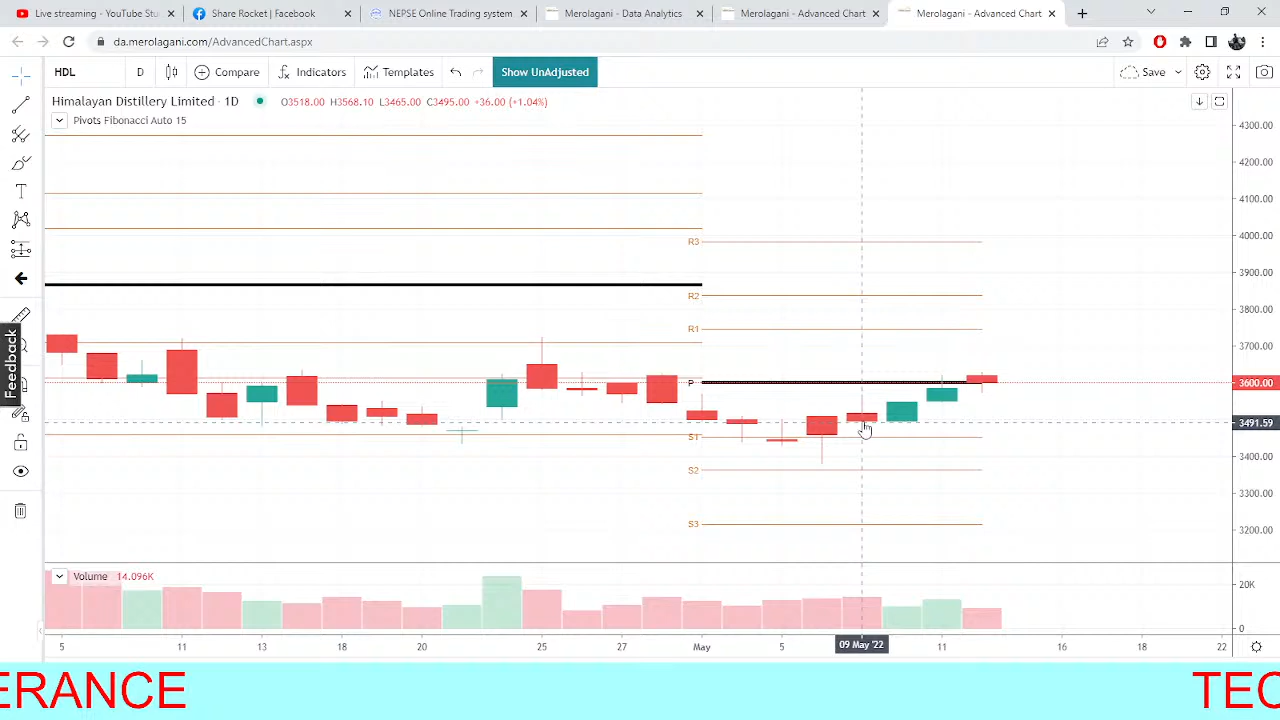 Live streaming - YouTube Stu
Share Rocket | Facebook
NEPSE Online Trading system
Merolagani - Data Analytics
Merolagani - Advanced Chart
Merolagani - Advanced Chart
da.merolagani.com/AdvancedChart.aspx
HDL
D
Compare
Indicators
Templates
Show UnAdjusted
Save
Himalayan Distillery Limited · 1D
O3518.00 H3568.10 L3465.00 C3495.00 +36.00 (+1.04%)
Pivots Fibonacci Auto 15
4300.00
4200.00
4100.00
4000.00
3900.00
3800.00
3700.00
3600.00
3491.59
3400.00
3300.00
3200.00
R3
R2
R1
P
S1
S2
S3
Feedback
Volume 14.096K
20K
0
5 11 13 18 20 25 27 May 5 09 May '22 11 16 18 22
ERANCE
TEC